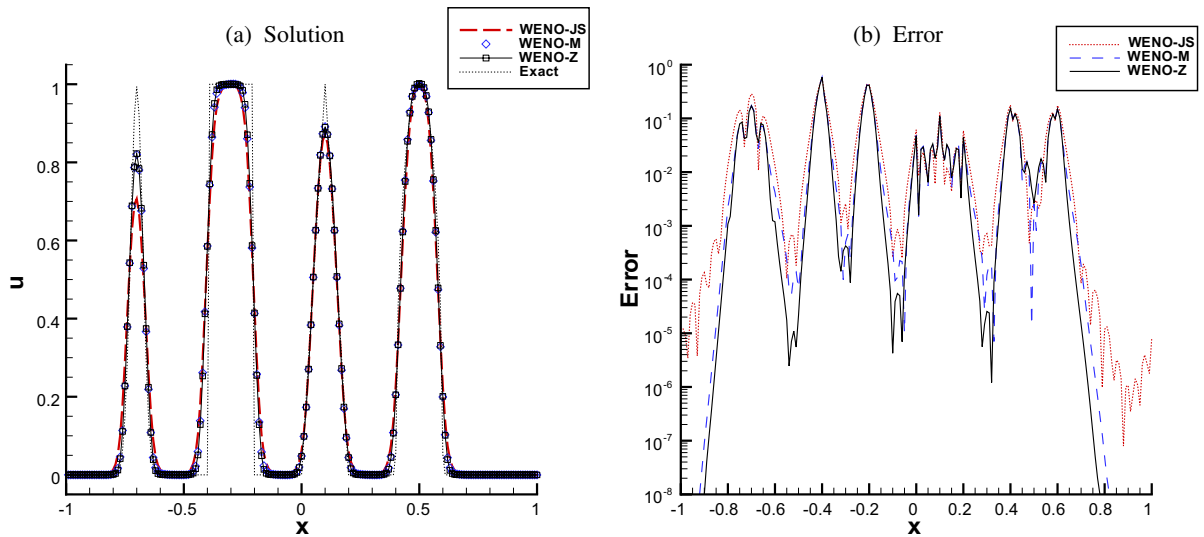 (a) Solution
WENO-JS
WENO-M
WENO-Z
Exact
u
1
0.8
0.6
0.4
0.2
0
-1
-0.5
0
0.5
1
x
(b) Error
WENO-JS
WENO-M
WENO-Z
Error
10^0
10^-1
10^-2
10^-3
10^-4
10^-5
10^-6
10^-7
10^-8
-1
-0.8
-0.6
-0.4
-0.2
0
0.2
0.4
0.6
0.8
1
x